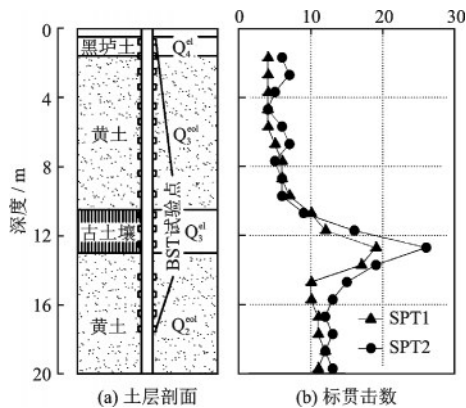 0 10 20 30
0
4
8
12
16
20
深度 / m
黑垆土
黄土
古土壤
黄土
Q₄ᵉˡ
Q₃ᵉᵒˡ
Q₃ᵉˡ
Q₂ᵉᵒˡ
BST试验点
SPT1
SPT2
(a) 土层剖面
(b) 标贯击数